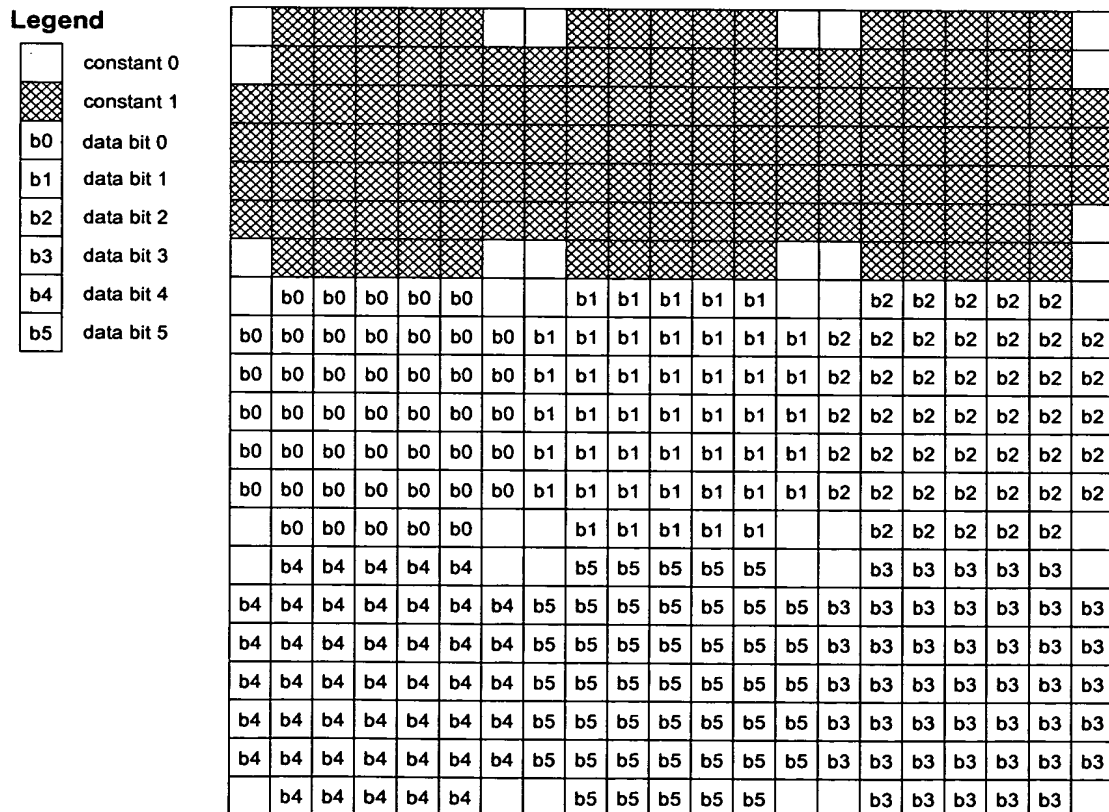 Legend
constant 0
constant 1
b0 data bit 0
b1 data bit 1
b2 data bit 2
b3 data bit 3
b4 data bit 4
b5 data bit 5
b0 b0 b0 b0 b0 b1 b1 b1 b1 b1 b2 b2 b2 b2 b2
b0 b0 b0 b0 b0 b0 b0 b1 b1 b1 b1 b1 b1 b1 b2 b2 b2 b2 b2 b2 b2
b0 b0 b0 b0 b0 b0 b0 b1 b1 b1 b1 b1 b1 b1 b2 b2 b2 b2 b2 b2 b2
b0 b0 b0 b0 b0 b0 b0 b1 b1 b1 b1 b1 b1 b1 b2 b2 b2 b2 b2 b2 b2
b0 b0 b0 b0 b0 b0 b0 b1 b1 b1 b1 b1 b1 b1 b2 b2 b2 b2 b2 b2 b2
b0 b0 b0 b0 b0 b0 b0 b1 b1 b1 b1 b1 b1 b1 b2 b2 b2 b2 b2 b2 b2
b0 b0 b0 b0 b0 b1 b1 b1 b1 b1 b2 b2 b2 b2 b2
b4 b4 b4 b4 b4 b5 b5 b5 b5 b5 b3 b3 b3 b3 b3
b4 b4 b4 b4 b4 b4 b4 b5 b5 b5 b5 b5 b5 b5 b3 b3 b3 b3 b3 b3 b3
b4 b4 b4 b4 b4 b4 b4 b5 b5 b5 b5 b5 b5 b5 b3 b3 b3 b3 b3 b3 b3
b4 b4 b4 b4 b4 b4 b4 b5 b5 b5 b5 b5 b5 b5 b3 b3 b3 b3 b3 b3 b3
b4 b4 b4 b4 b4 b4 b4 b5 b5 b5 b5 b5 b5 b5 b3 b3 b3 b3 b3 b3 b3
b4 b4 b4 b4 b4 b4 b4 b5 b5 b5 b5 b5 b5 b5 b3 b3 b3 b3 b3 b3 b3
b4 b4 b4 b4 b4 b5 b5 b5 b5 b5 b3 b3 b3 b3 b3